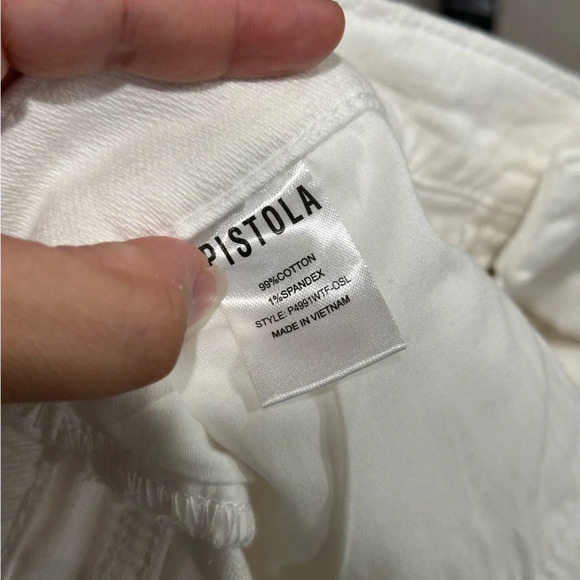 PISTOLA
99%COTTON
1%SPANDEX
STYLE: P4991WTF-OSL
MADE IN VIETNAM